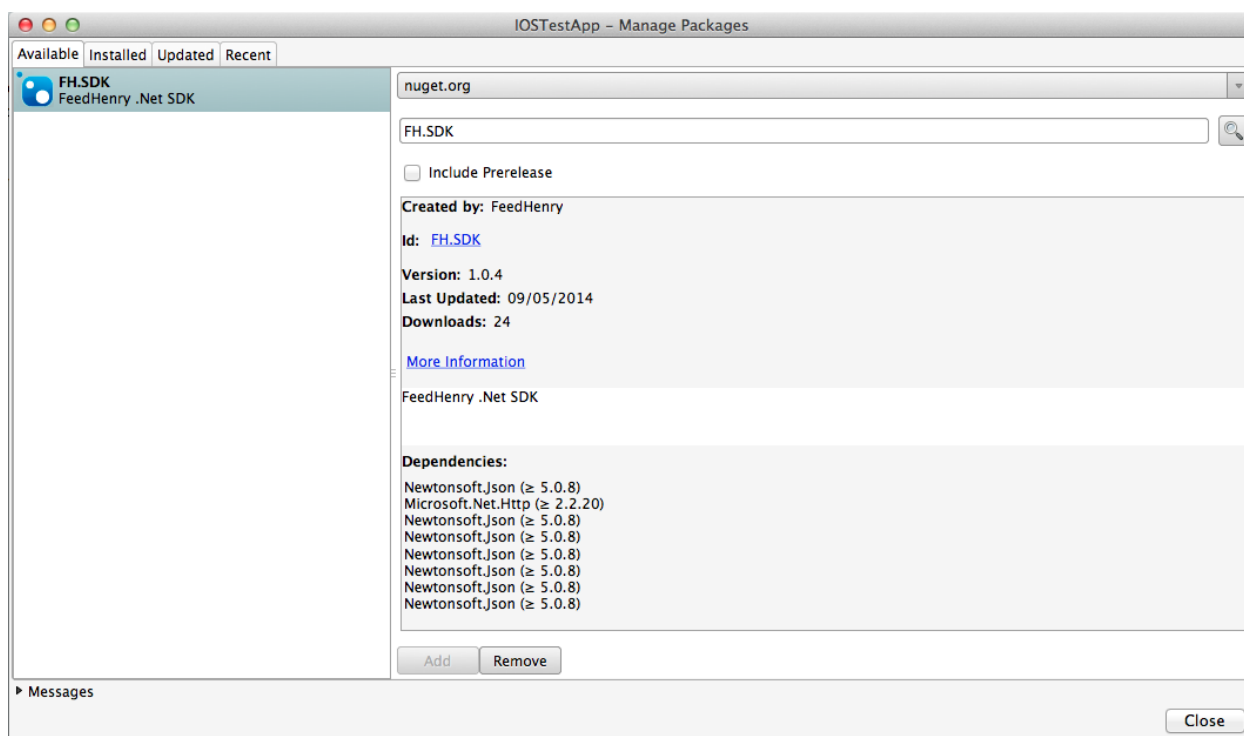 IOSTestApp – Manage Packages
Available Installed Updated Recent
FH.SDK
FeedHenry .Net SDK
nuget.org
FH.SDK
Include Prerelease
Created by: FeedHenry
Id: FH.SDK
Version: 1.0.4
Last Updated: 09/05/2014
Downloads: 24
More Information
FeedHenry .Net SDK
Dependencies:
Newtonsoft.Json (≥ 5.0.8)
Microsoft.Net.Http (≥ 2.2.20)
Newtonsoft.Json (≥ 5.0.8)
Newtonsoft.Json (≥ 5.0.8)
Newtonsoft.Json (≥ 5.0.8)
Newtonsoft.Json (≥ 5.0.8)
Newtonsoft.Json (≥ 5.0.8)
Newtonsoft.Json (≥ 5.0.8)
Add Remove
Messages
Close